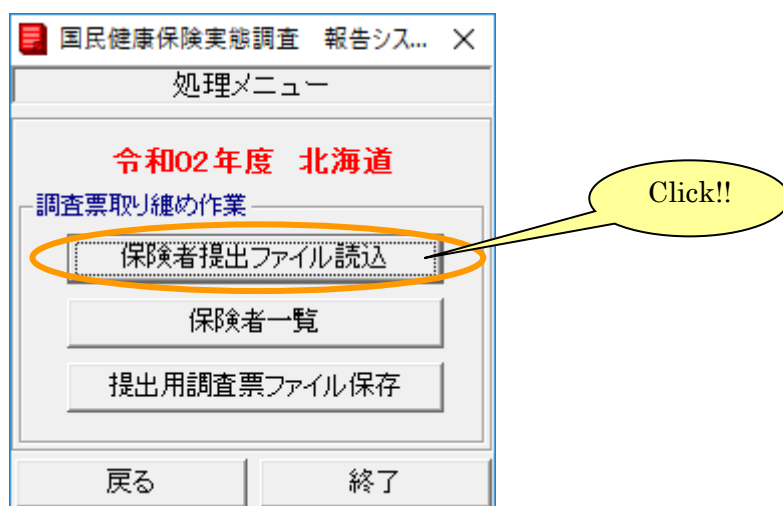 国民健康保険実態調査　報告シス...
処理メニュー
令和02年度　北海道
調査票取り纏め作業
保険者提出ファイル読込
Click!!
保険者一覧
提出用調査票ファイル保存
戻る
終了